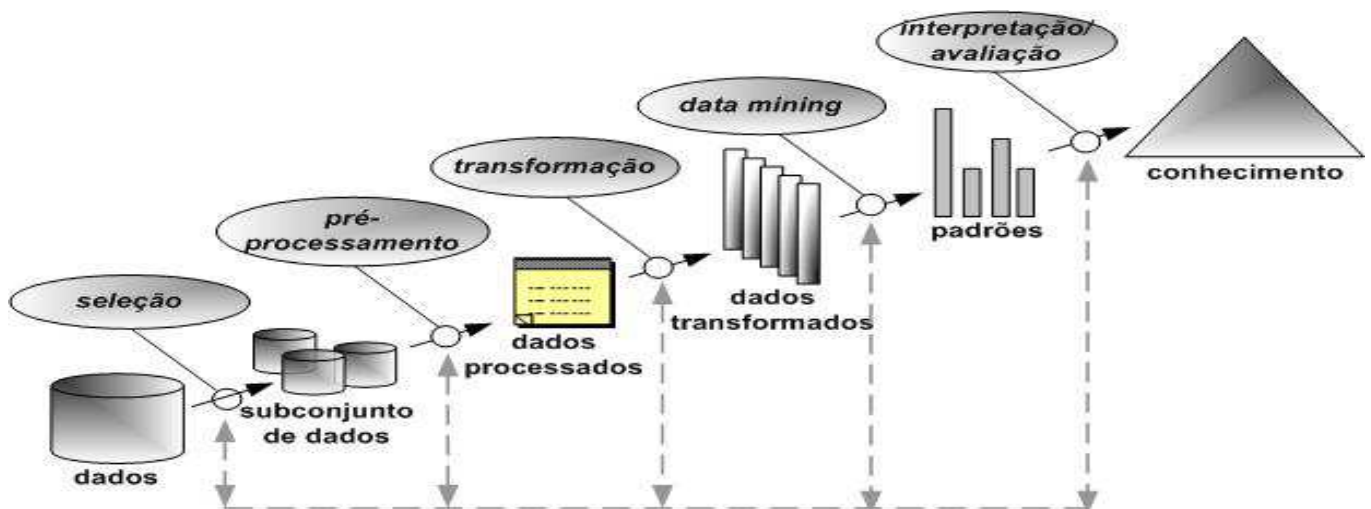 interpretação/
avaliação
data mining
conhecimento
transformação
padrões
pré-
processamento
dados
transformados
seleção
dados
processados
subconjunto
de dados
dados